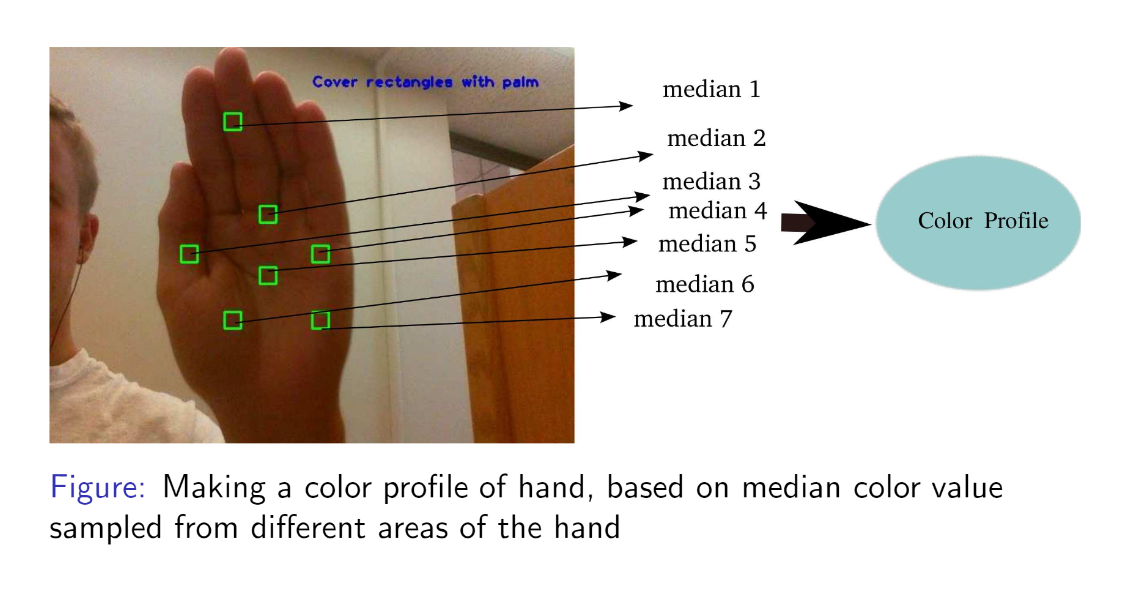 Cover rectangles with palm
median 1
median 2
median 3
median 4
median 5
median 6
median 7
Color Profile
Figure: Making a color profile of hand, based on median color value
sampled from different areas of the hand